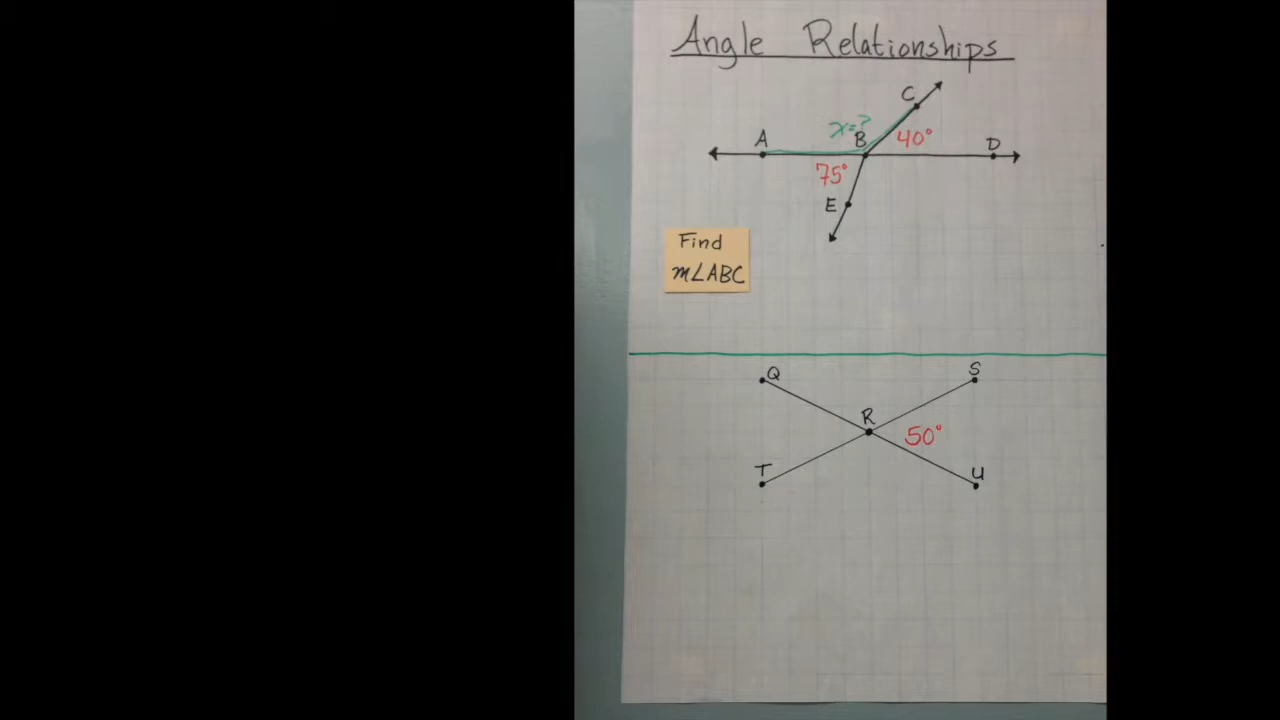 Angle Relationships
C
x=?
A
B
40°
D
75°
E
Find
m∠ABC
Q
S
R
50°
T
U